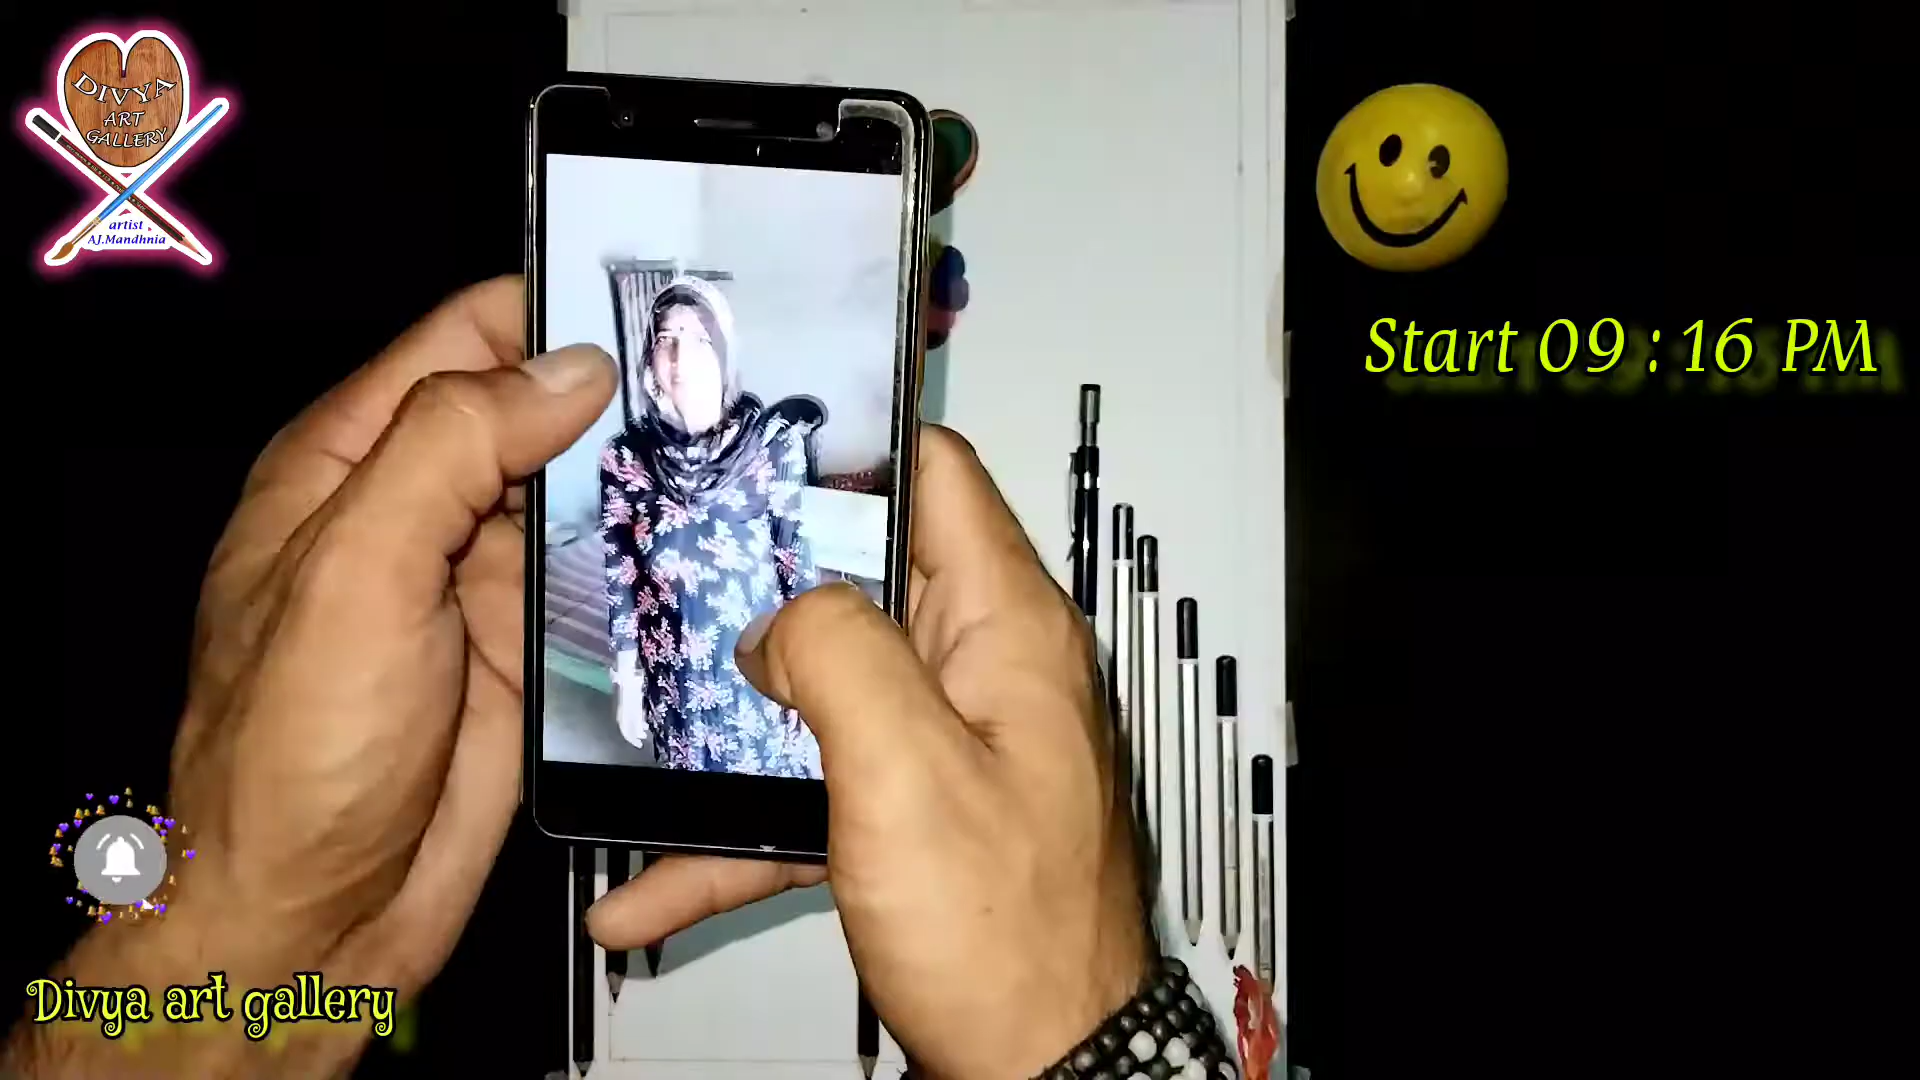 DIVYA
ART
GALLERY
artist
AJ.Mandhnia
Start 09 : 16 PM
Divya art gallery